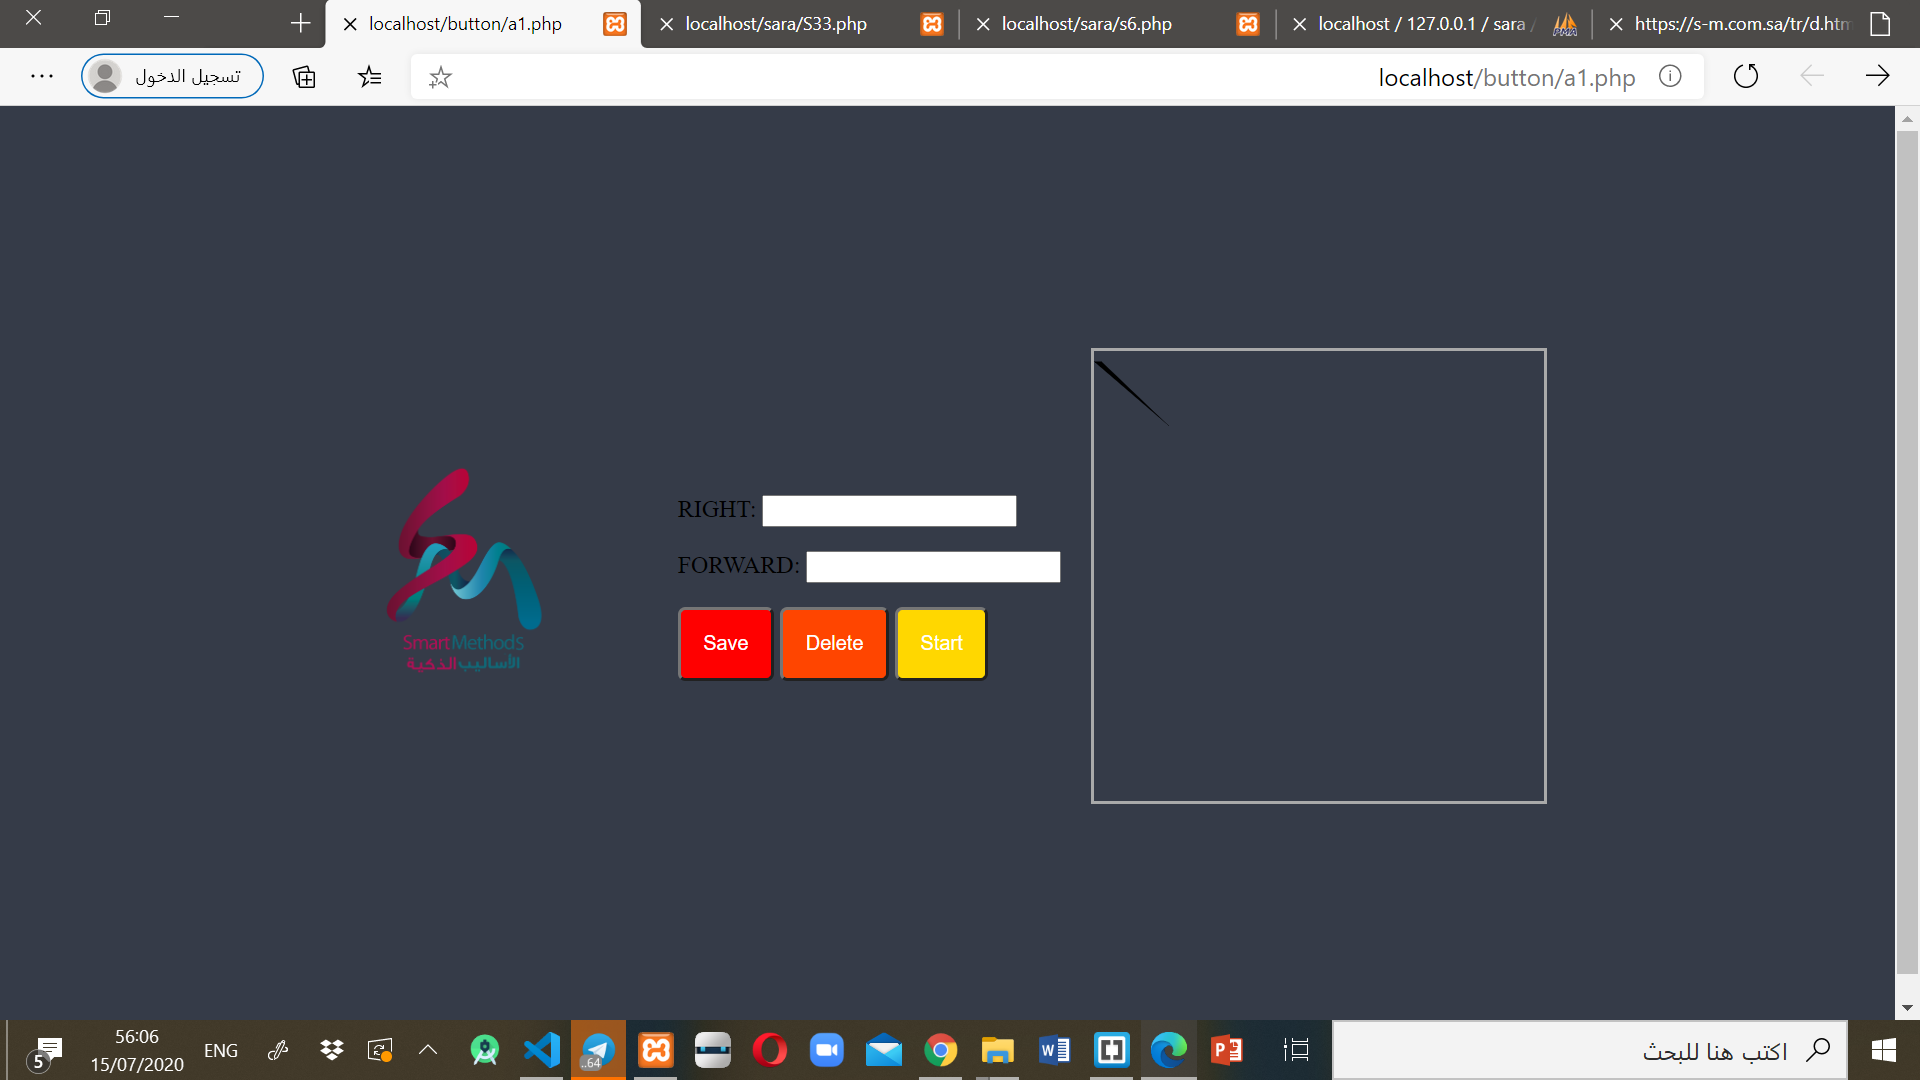 localhost/button/a1.php
localhost/sara/S33.php
localhost/sara/s6.php
localhost / 127.0.0.1 / sara /
https://s-m.com.sa/tr/d.htm
تسجيل الدخول
localhost/button/a1.php
RIGHT:
FORWARD:
Save
Delete
Start
SmartMethods
الأساليب الذكية
56:06
15/07/2020
ENG
5
..64
اكتب هنا للبحث